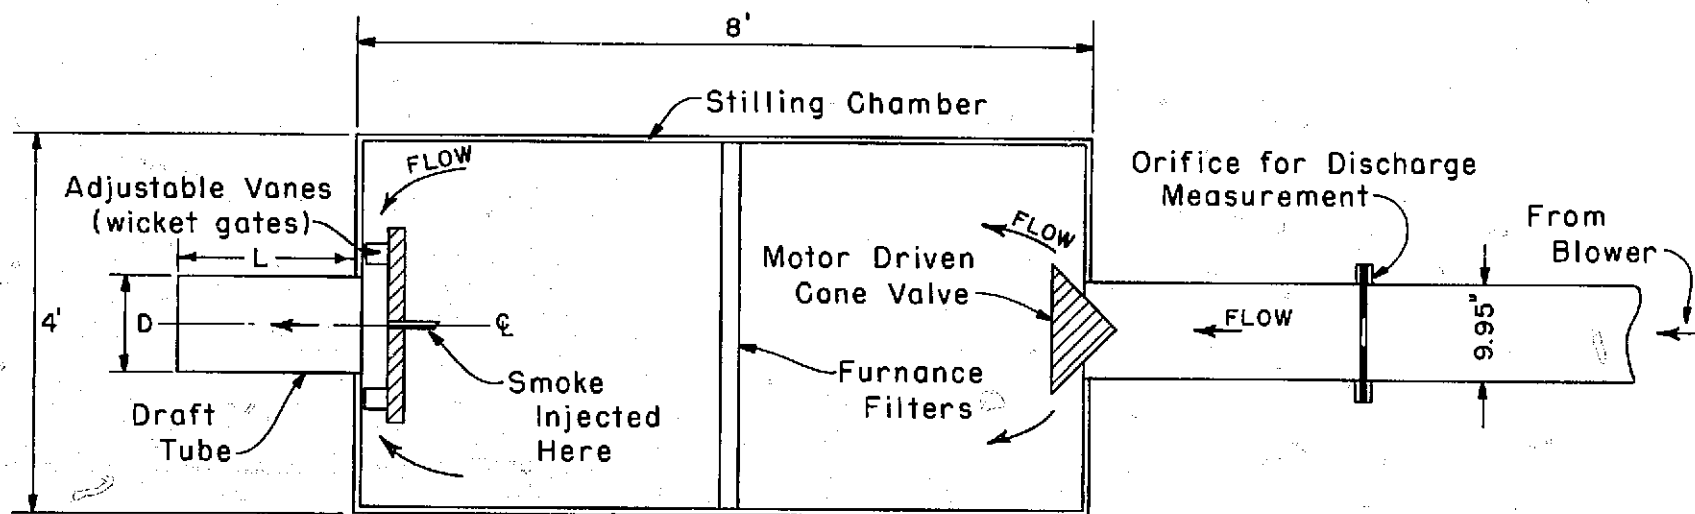 8'
Stilling Chamber
FLOW
Adjustable Vanes
(wicket gates)
L
4'
D
℄
Draft
Tube
Smoke
Injected
Here
FLOW
Motor Driven
Cone Valve
Furnance
Filters
Orifice for Discharge
Measurement
FLOW
9.95"
From
Blower